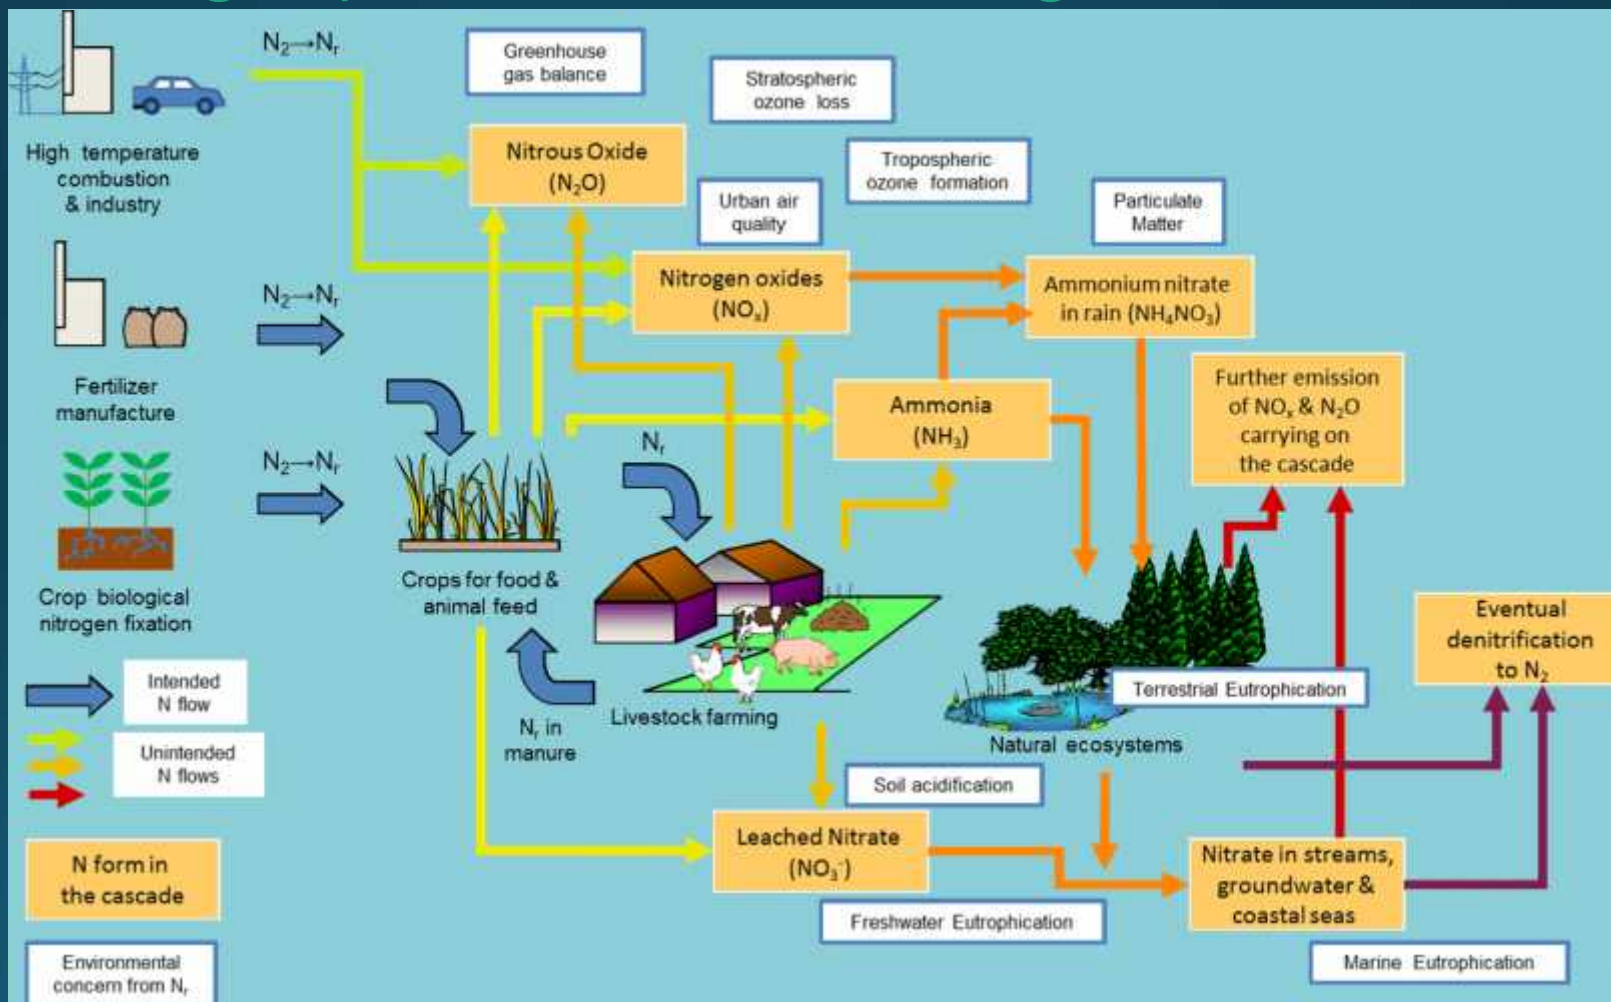 N₂→Nᵣ
High temperature
combustion
& industry
N₂→Nᵣ
Fertilizer
manufacture
N₂→Nᵣ
Crop biological
nitrogen fixation
Intended
N flow
Unintended
N flows
N form in
the cascade
Environmental
concern from Nᵣ
Greenhouse
gas balance
Stratospheric
ozone loss
Nitrous Oxide
(N₂O)
Tropospheric
ozone formation
Urban air
quality
Particulate
Matter
Nitrogen oxides
(NOₓ)
Ammonium nitrate
in rain (NH₄NO₃)
Further emission
of NOₓ & N₂O
carrying on
the cascade
Ammonia
(NH₃)
Nᵣ
Crops for food &
animal feed
Nᵣ in
manure
Livestock farming
Terrestrial Eutrophication
Natural ecosystems
Eventual
denitrification
to N₂
Soil acidification
Leached Nitrate
(NO₃⁻)
Nitrate in streams,
groundwater &
coastal seas
Freshwater Eutrophication
Marine Eutrophication